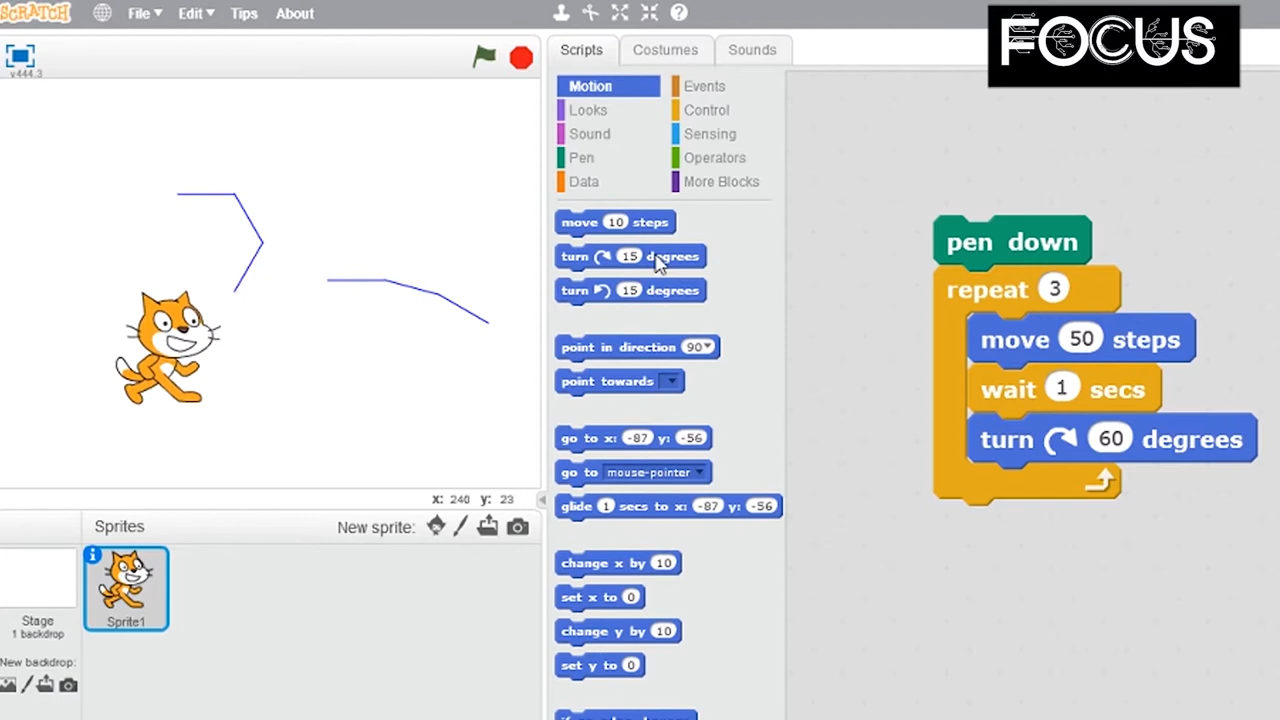 SCRATCH
File Edit Tips About
FOCUS
v444.3
Scripts Costumes Sounds
Motion
Looks
Sound
Pen
Data
Events
Control
Sensing
Operators
More Blocks
move 10 steps
turn 15 degrees
turn 15 degrees
point in direction 90
point towards
go to x: -87 y: -56
go to mouse-pointer
glide 1 secs to x: -87 y: -56
change x by 10
set x to 0
change y by 10
set y to 0
pen down
repeat 3
move 50 steps
wait 1 secs
turn 60 degrees
x: 240 y: 23
Sprites New sprite:
i
Sprite1
Stage
1 backdrop
New backdrop: